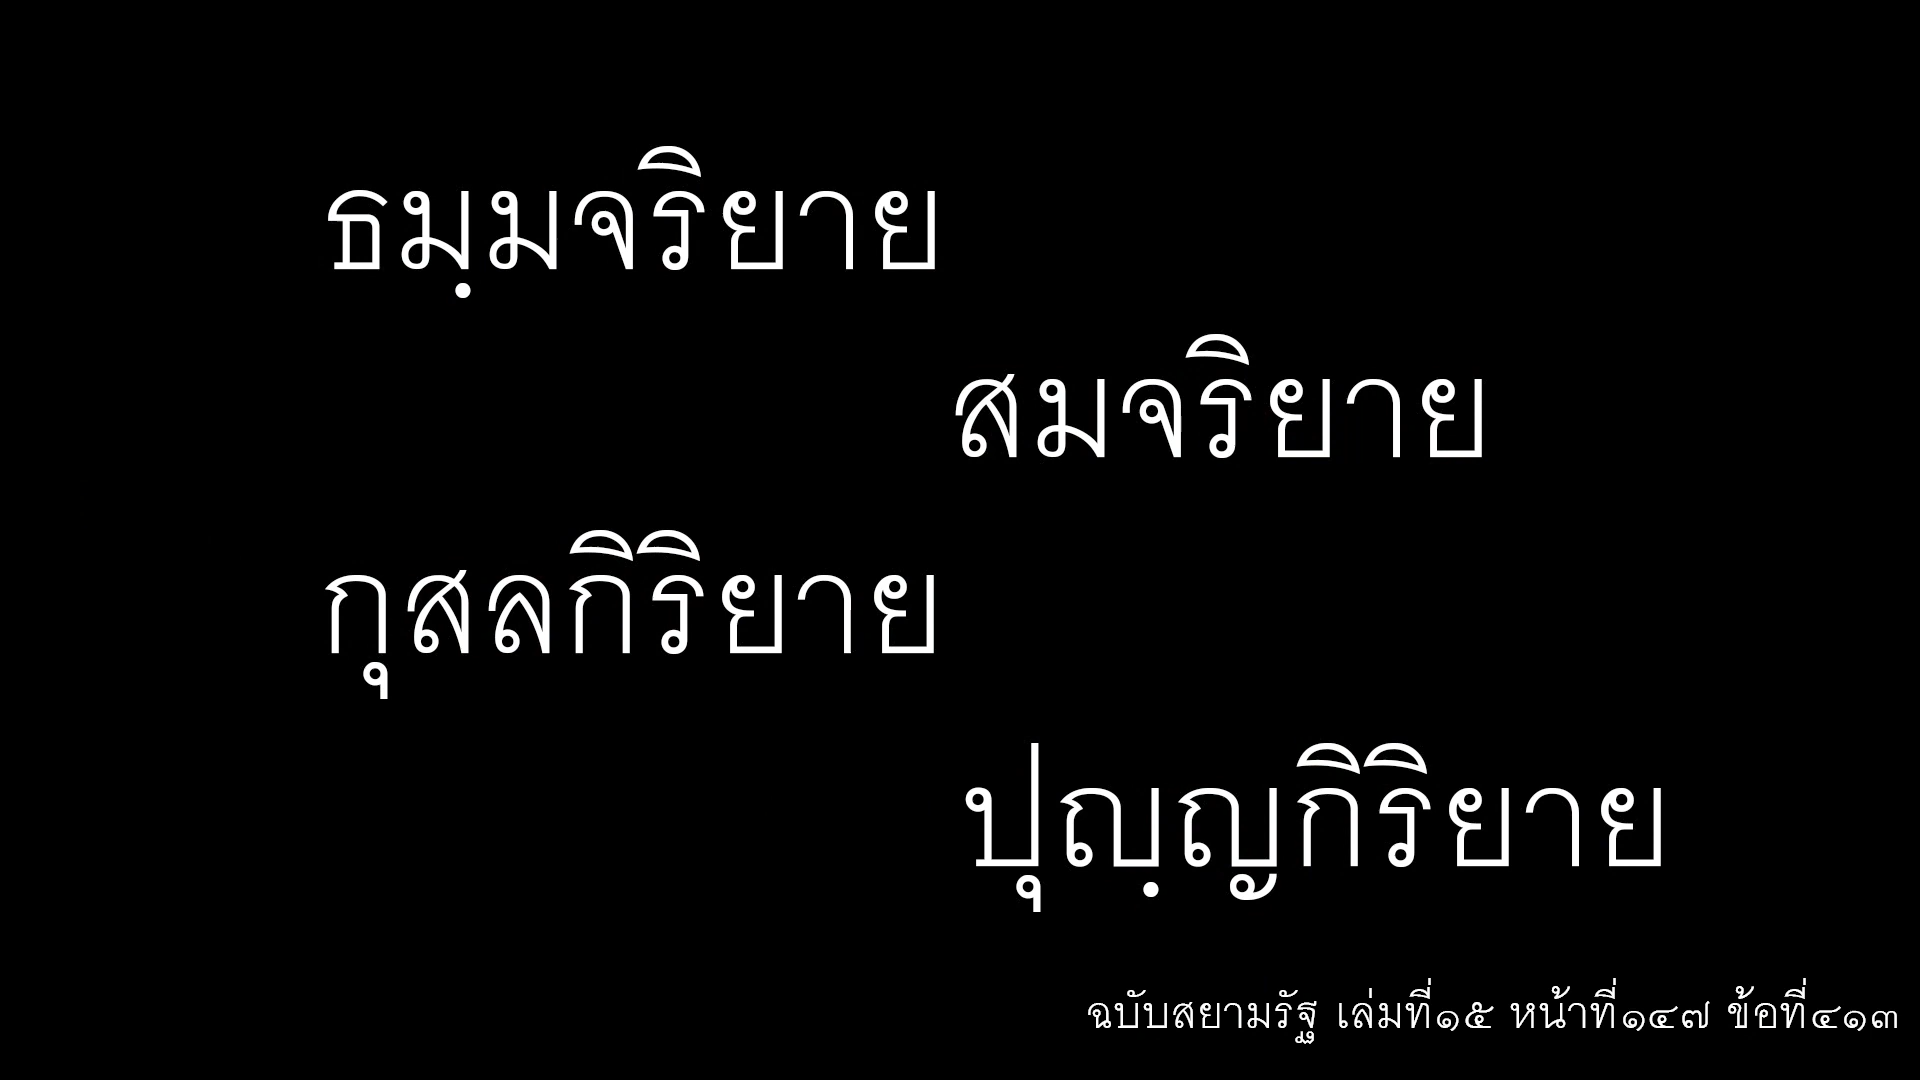 ธมฺมจริยาย
สมจริยาย
กุสลกิริยาย
ปุญฺญกิริยาย
ฉบับสยามรัฐ เล่มที่๑๕ หน้าที่๑๔๗ ข้อที่๔๑๓